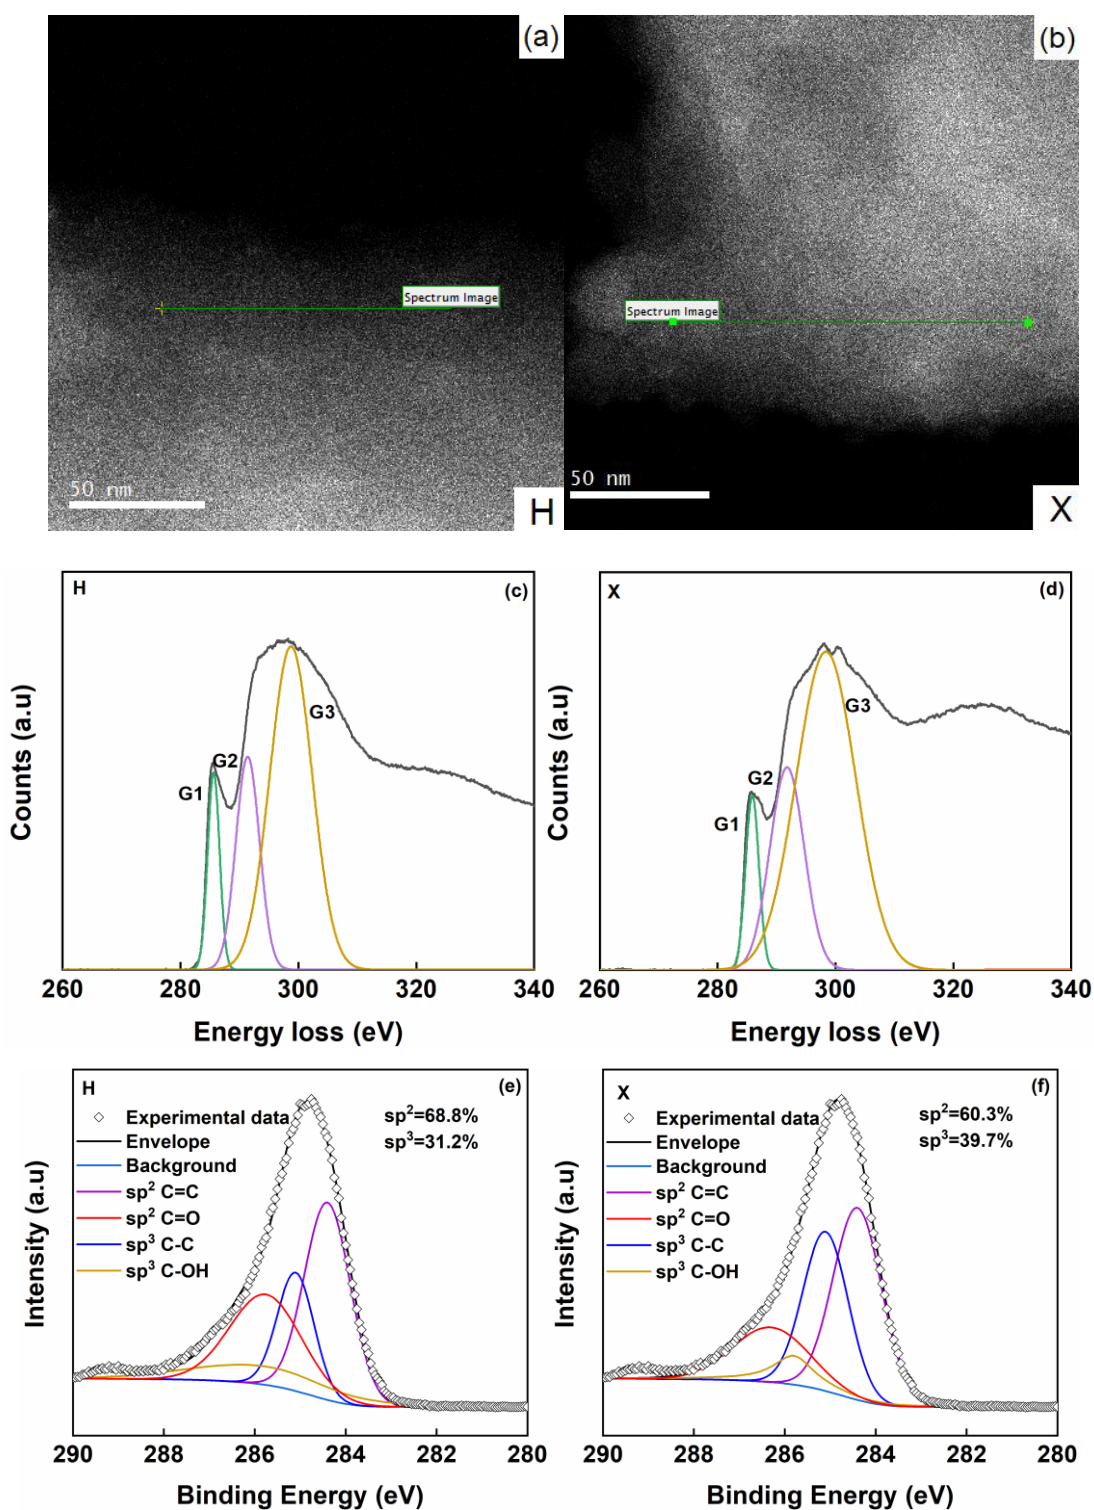 (a)
(b)
Spectrum Image
Spectrum Image
50 nm
50 nm
H
X
H
(c)
G1
G2
G3
Counts (a.u)
260
280
300
320
340
Energy loss (eV)
X
(d)
G1
G2
G3
Counts (a.u)
260
280
300
320
340
Energy loss (eV)
H
(e)
Experimental data
Envelope
Background
sp² C=C
sp² C=O
sp³ C-C
sp³ C-OH
sp²=68.8%
sp³=31.2%
Intensity (a.u)
290
288
286
284
282
280
Binding Energy (eV)
X
(f)
Experimental data
Envelope
Background
sp² C=C
sp² C=O
sp³ C-C
sp³ C-OH
sp²=60.3%
sp³=39.7%
Intensity (a.u)
290
288
286
284
282
280
Binding Energy (eV)